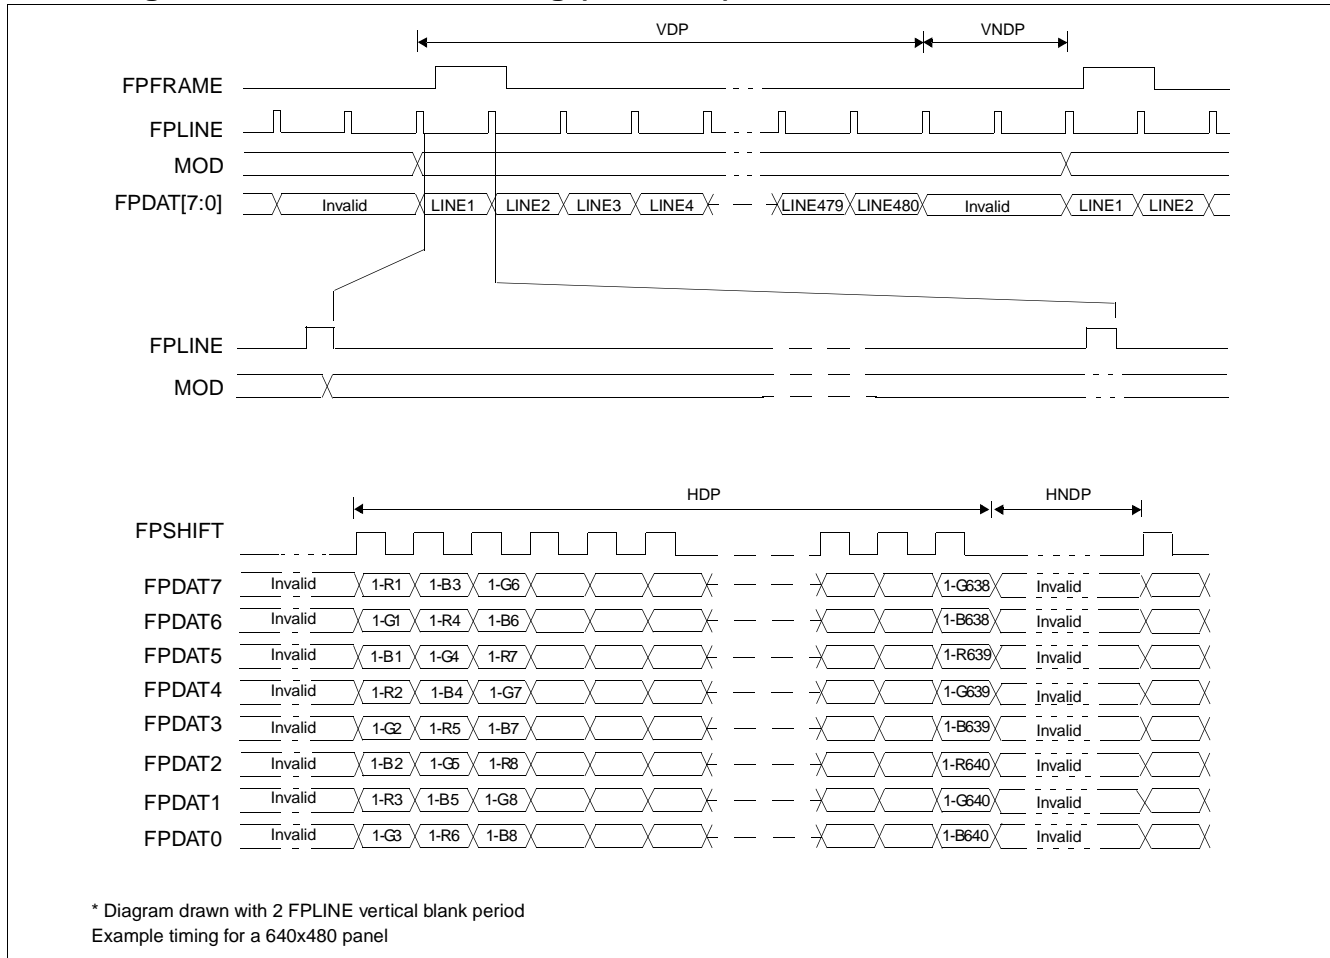 VDP VNDP
FPFRAME
FPLINE
MOD
FPDAT[7:0] Invalid LINE1 LINE2 LINE3 LINE4 LINE479 LINE480 Invalid LINE1 LINE2
FPLINE
MOD
HDP HNDP
FPSHIFT
FPDAT7 Invalid 1-R1 1-B3 1-G6 1-G638 Invalid
FPDAT6 Invalid 1-G1 1-R4 1-B6 1-B638 Invalid
FPDAT5 Invalid 1-B1 1-G4 1-R7 1-R639 Invalid
FPDAT4 Invalid 1-R2 1-B4 1-G7 1-G639 Invalid
FPDAT3 Invalid 1-G2 1-R5 1-B7 1-B639 Invalid
FPDAT2 Invalid 1-B2 1-G5 1-R8 1-R640 Invalid
FPDAT1 Invalid 1-R3 1-B5 1-G8 1-G640 Invalid
FPDAT0 Invalid 1-G3 1-R6 1-B8 1-B640 Invalid
* Diagram drawn with 2 FPLINE vertical blank period
Example timing for a 640x480 panel